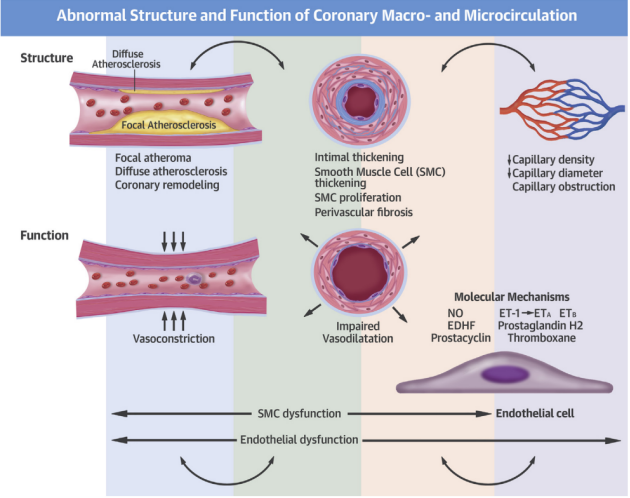 Abnormal Structure and Function of Coronary Macro- and Microcirculation
Structure
Diffuse
Atherosclerosis
Focal Atherosclerosis
Focal atheroma
Diffuse atherosclerosis
Coronary remodeling
Intimal thickening
Smooth Muscle Cell (SMC)
thickening
SMC proliferation
Perivascular fibrosis
↓Capillary density
↓Capillary diameter
Capillary obstruction
Function
Vasoconstriction
Impaired
Vasodilatation
Molecular Mechanisms
NO
EDHF
Prostacyclin
ET-1→ETA ETB
Prostaglandin H2
Thromboxane
Endothelial cell
SMC dysfunction
Endothelial dysfunction